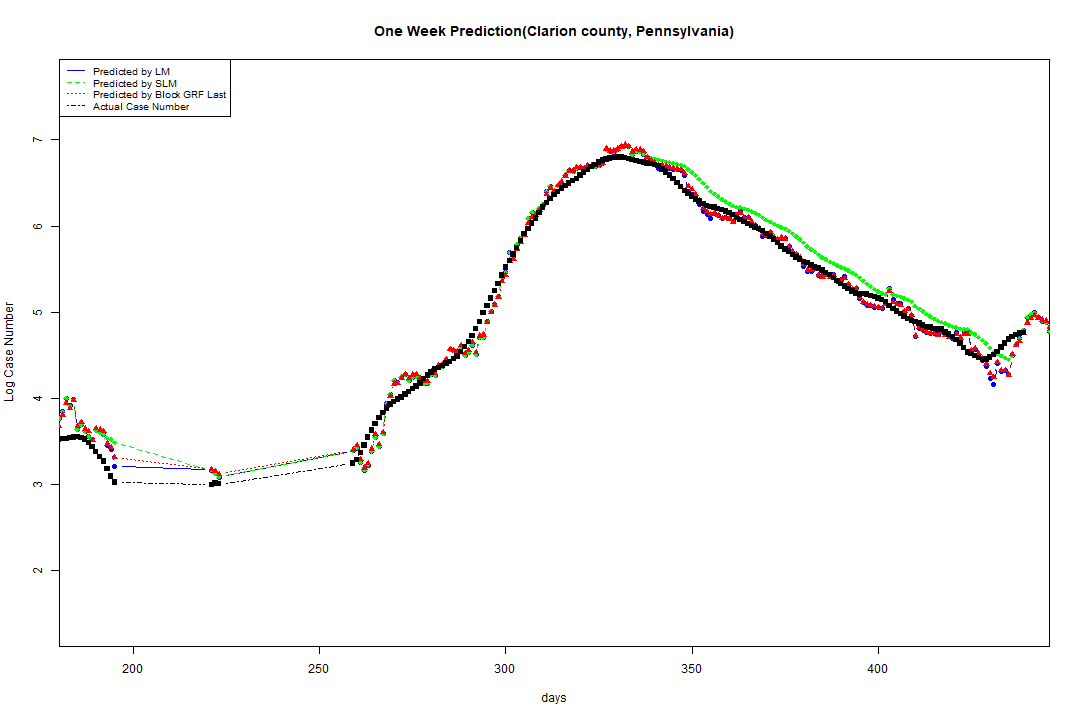 One Week Prediction(Clarion county, Pennsylvania)
Predicted by LM
Predicted by SLM
Predicted by Block GRF Last
Actual Case Number
Log Case Number
7
6
5
4
3
2
200 250 300 350 400
days